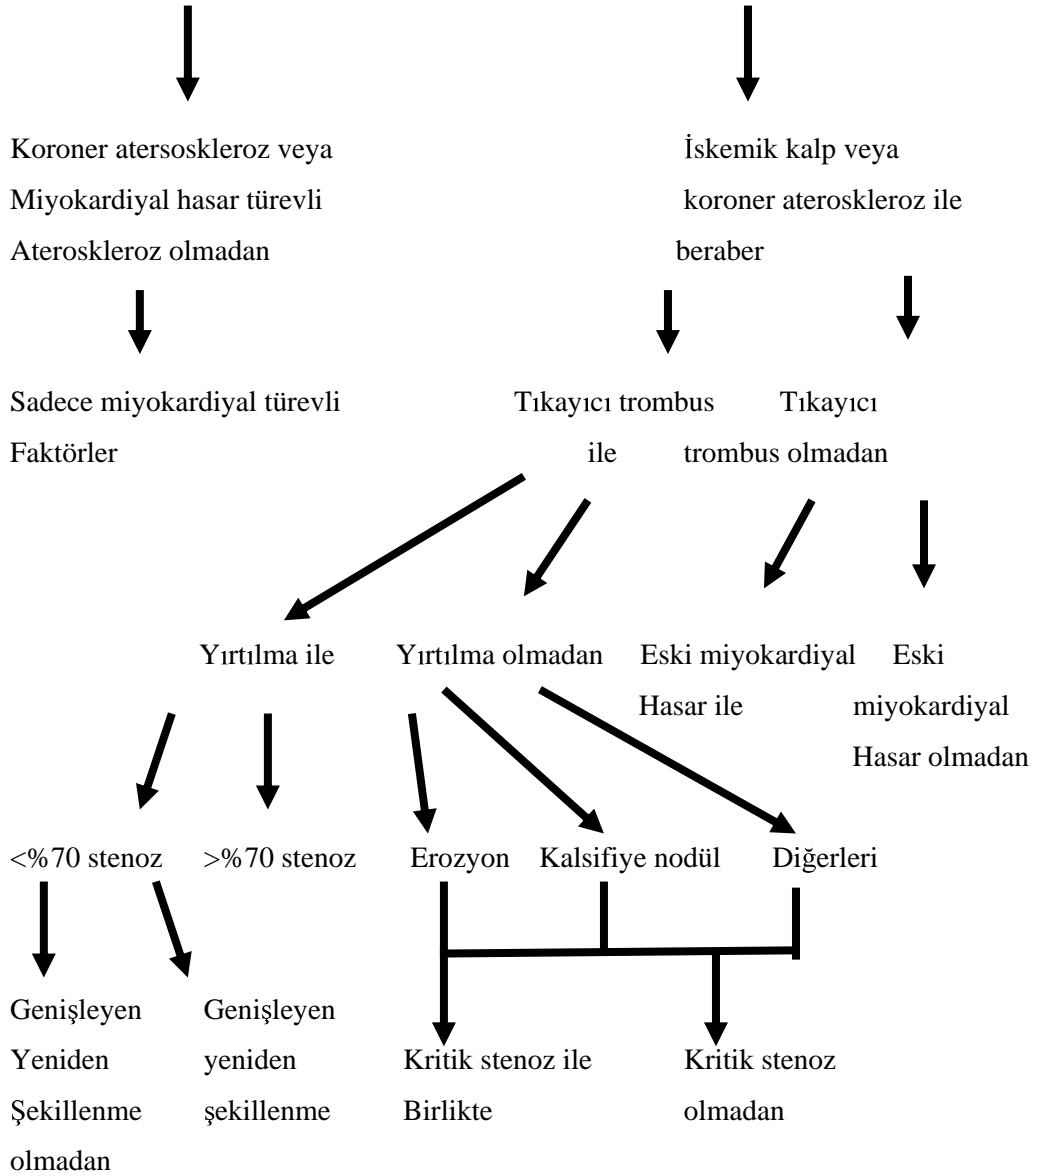 Koroner atersoskleroz veya
Miyokardiyal hasar türevli
Ateroskleroz olmadan
İskemik kalp veya
koroner ateroskleroz ile
beraber
Sadece miyokardiyal türevli
Faktörler
Tıkayıcı trombus
ile
Tıkayıcı
trombus olmadan
Yırtılma ile
Yırtılma olmadan
Eski miyokardiyal
Hasar ile
Eski
miyokardiyal
Hasar olmadan
<%70 stenoz
>%70 stenoz
Erozyon
Kalsifiye nodül
Diğerleri
Genişleyen
Yeniden
Şekillenme
olmadan
Genişleyen
yeniden
şekillenme
Kritik stenoz ile
Birlikte
Kritik stenoz
olmadan